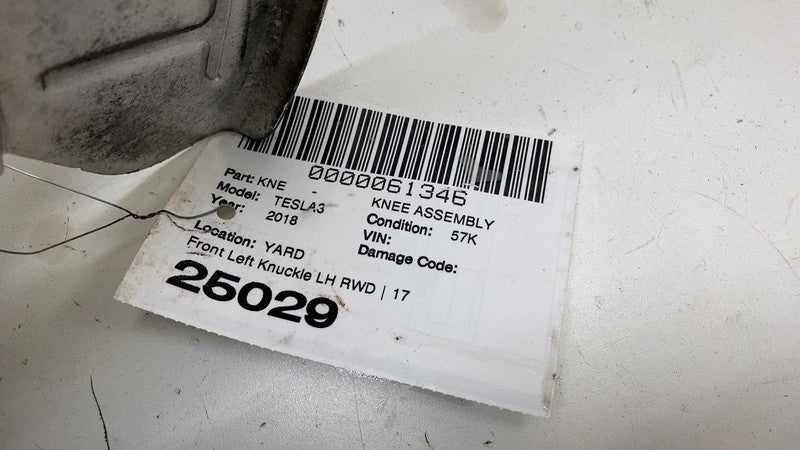 0000061346
Part: KNE KNEE ASSEMBLY
Model: TESLA3 Condition: 57K
Year: 2018 VIN:
Damage Code:
Location: YARD
Front Left Knuckle LH RWD | 17
25029